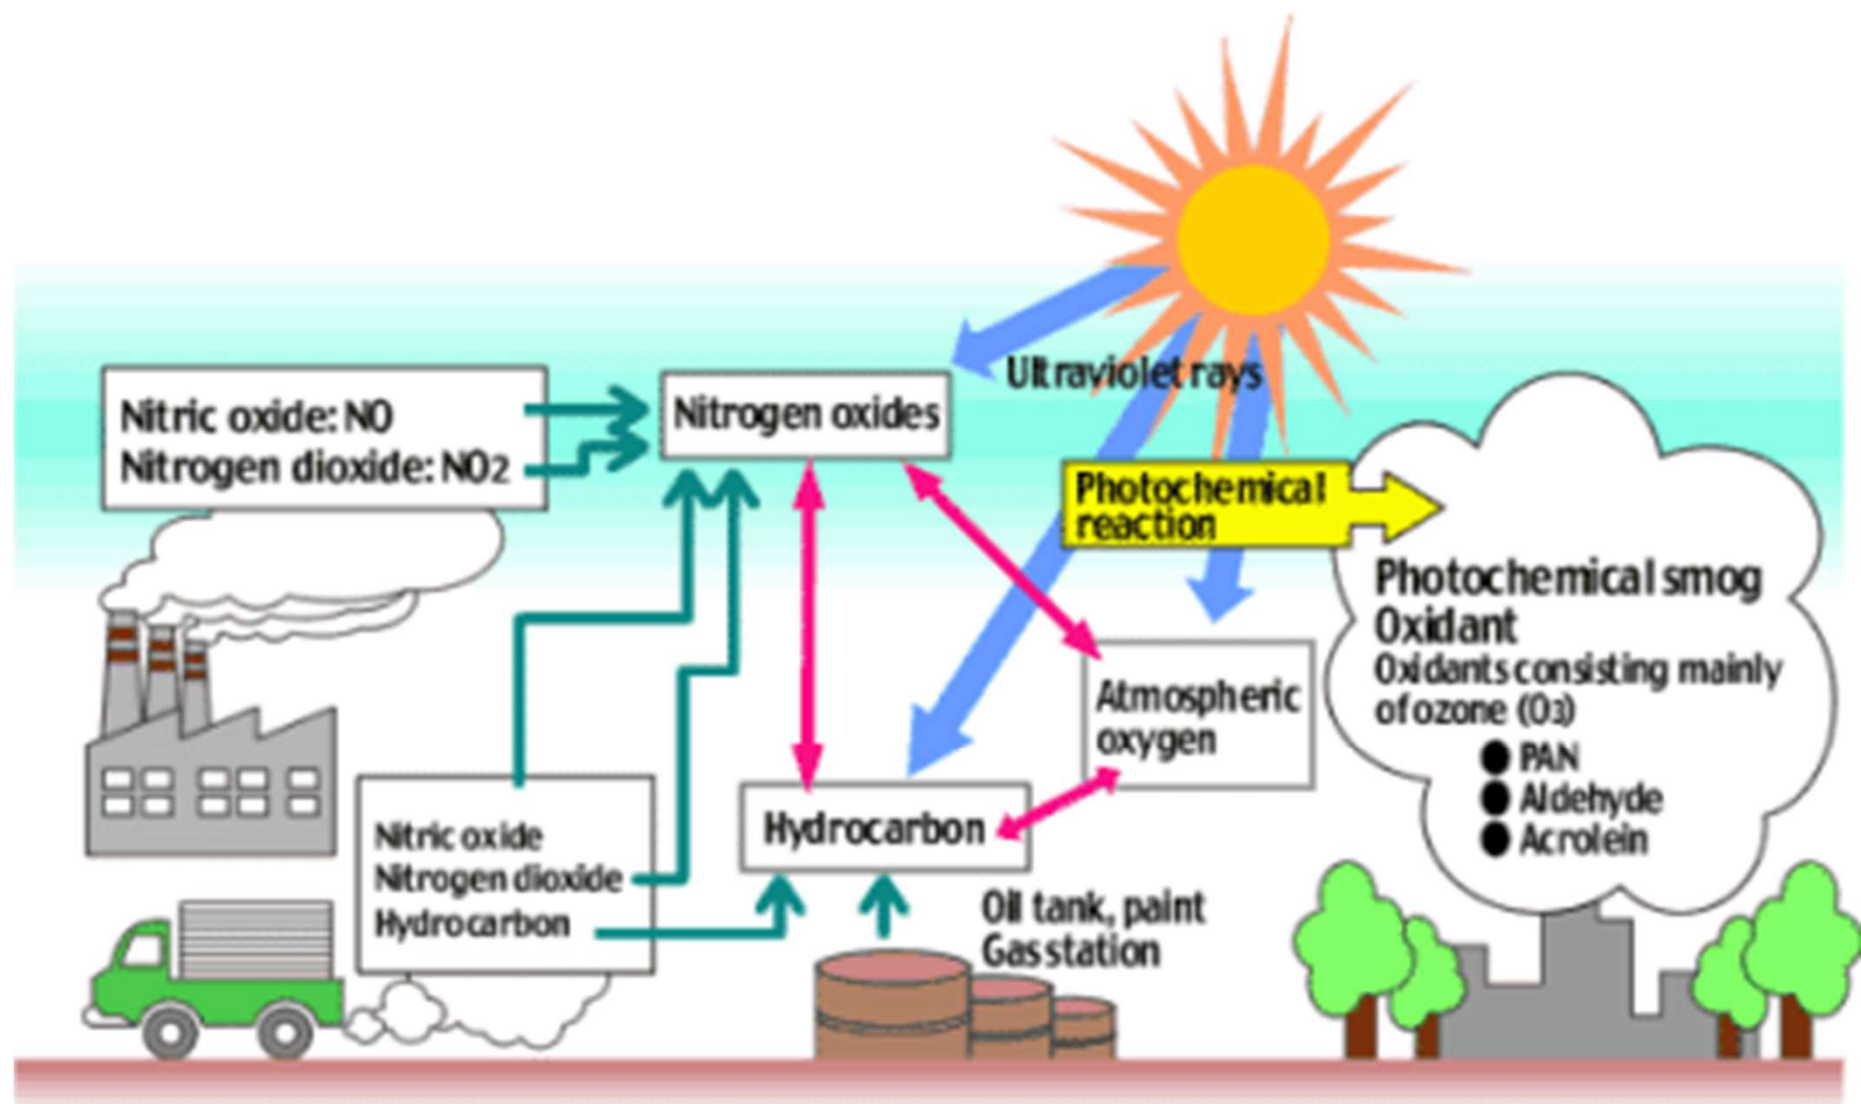 Ultraviolet rays
Nitric oxide: NO
Nitrogen dioxide: NO2
Nitrogen oxides
Photochemical
reaction
Photochemical smog
Oxidant
Oxidants consisting mainly
of ozone (O3)
● PAN
● Aldehyde
● Acrolein
Atmospheric
oxygen
Hydrocarbon
Nitric oxide
Nitrogen dioxide
Hydrocarbon
Oil tank, paint
Gas station